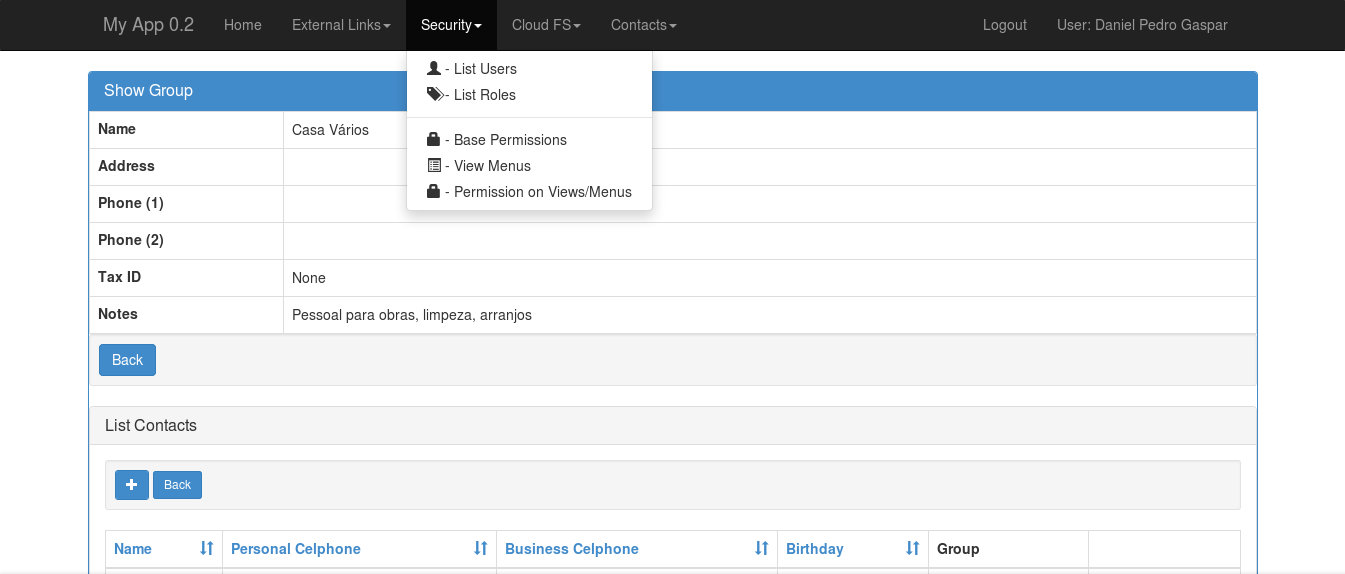 My App 0.2 Home External Links Security Cloud FS Contacts Logout User: Daniel Pedro Gaspar
- List Users
- List Roles
- Base Permissions
- View Menus
- Permission on Views/Menus
Show Group
Name Casa Vários
Address
Phone (1)
Phone (2)
Tax ID None
Notes Pessoal para obras, limpeza, arranjos
Back
List Contacts
Back
Name Personal Celphone Business Celphone Birthday Group